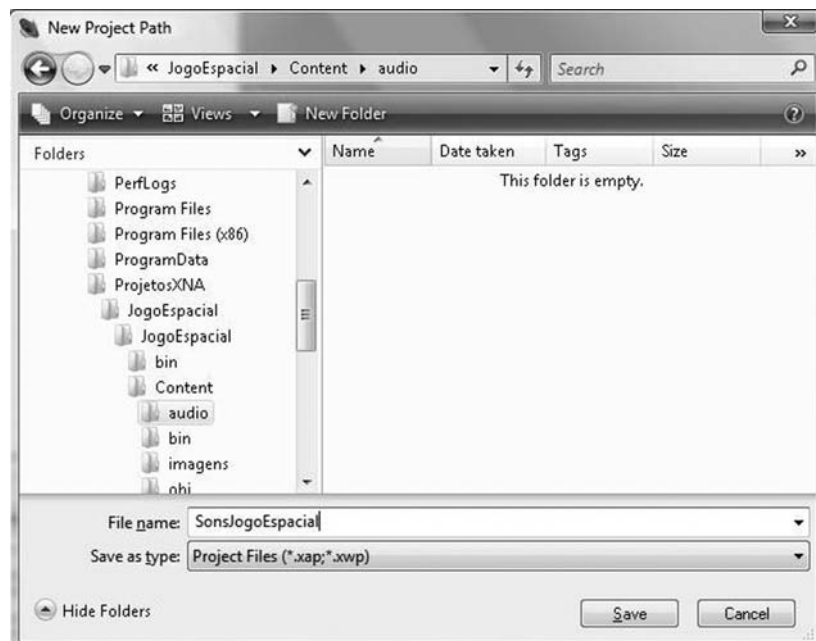 New Project Path
« JogoEspacial Content audio Search
Organize Views New Folder
Folders Name Date taken Tags Size »
PerfLogs This folder is empty.
Program Files
Program Files (x86)
ProgramData
ProjetosXNA
JogoEspacial
JogoEspacial
bin
Content
audio
bin
imagens
obj
File name: SonsJogoEspacial
Save as type: Project Files (*.xap;*.xwp)
Hide Folders Save Cancel